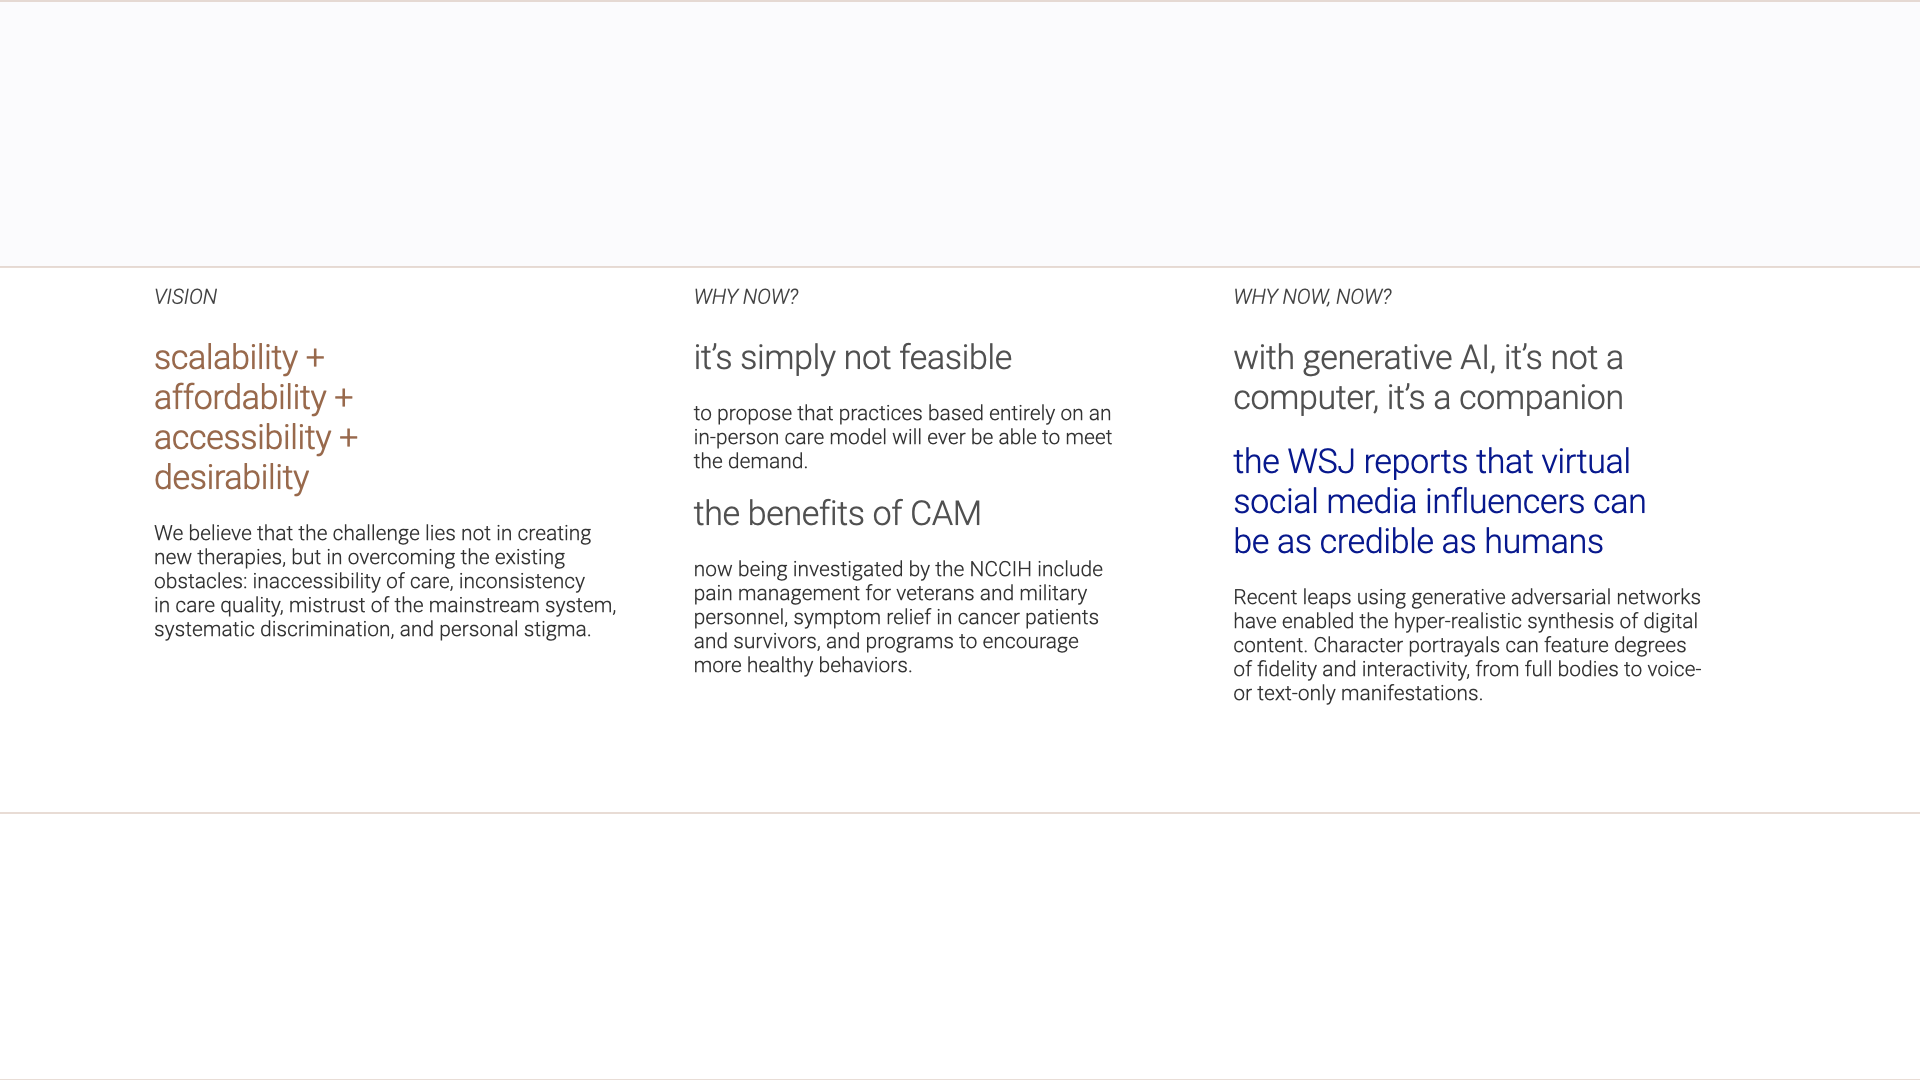 VISION
scalability +
affordability +
accessibility +
desirability
We believe that the challenge lies not in creating
new therapies, but in overcoming the existing
obstacles: inaccessibility of care, inconsistency
in care quality, mistrust of the mainstream system,
systematic discrimination, and personal stigma.
WHY NOW?
it’s simply not feasible
to propose that practices based entirely on an
in-person care model will ever be able to meet
the demand.
the benefits of CAM
now being investigated by the NCCIH include
pain management for veterans and military
personnel, symptom relief in cancer patients
and survivors, and programs to encourage
more healthy behaviors.
WHY NOW, NOW?
with generative AI, it’s not a
computer, it’s a companion
the WSJ reports that virtual
social media influencers can
be as credible as humans
Recent leaps using generative adversarial networks
have enabled the hyper-realistic synthesis of digital
content. Character portrayals can feature degrees
of fidelity and interactivity, from full bodies to voice-
or text-only manifestations.